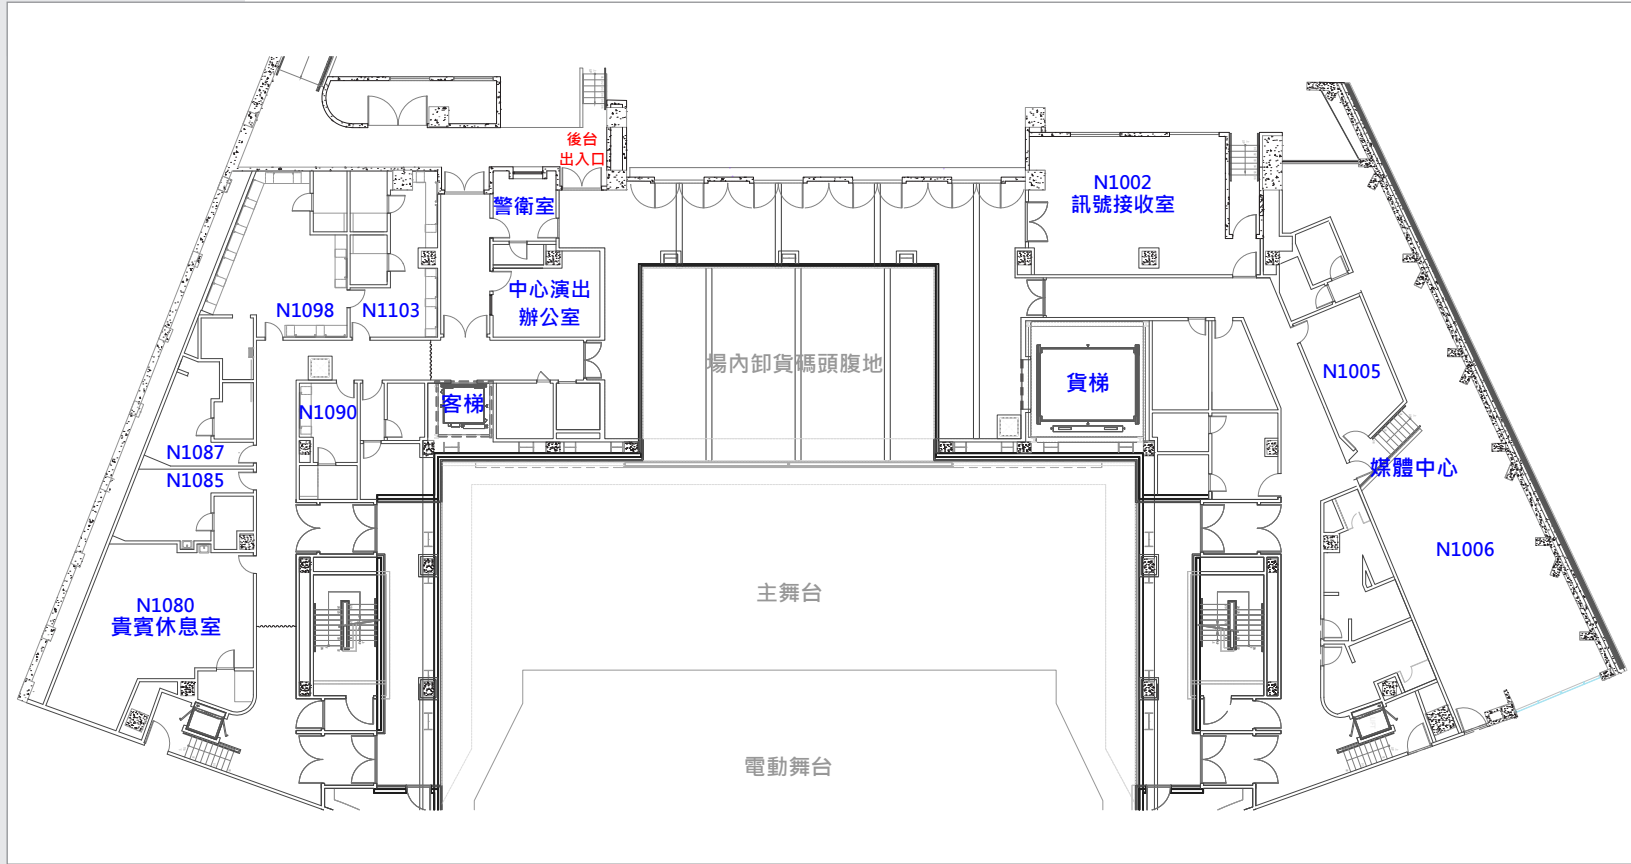 後台
出入口
N1002
訊號接收室
警衛室
中心演出
辦公室
N1098
N1103
場內卸貨碼頭腹地
貨梯
N1005
客梯
N1090
N1087
N1085
媒體中心
N1006
N1080
貴賓休息室
主舞台
電動舞台